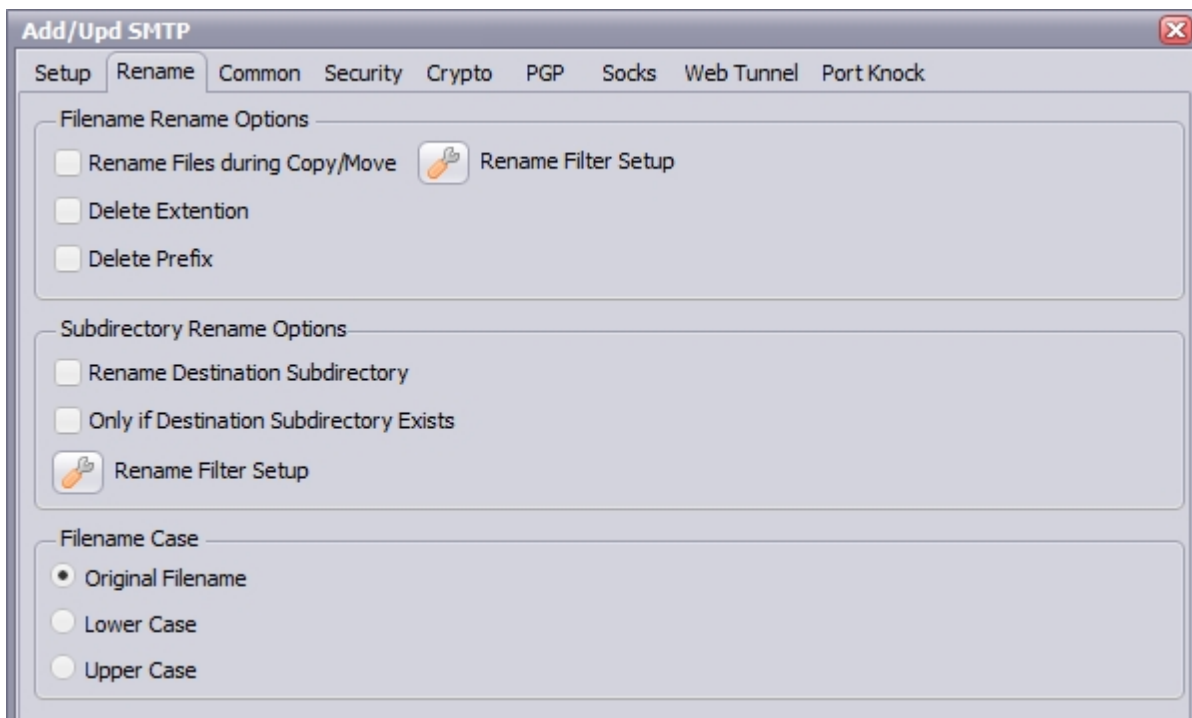 Add/Upd SMTP
Setup Rename Common Security Crypto PGP Socks Web Tunnel Port Knock
Filename Rename Options
Rename Files during Copy/Move Rename Filter Setup
Delete Extention
Delete Prefix
Subdirectory Rename Options
Rename Destination Subdirectory
Only if Destination Subdirectory Exists
Rename Filter Setup
Filename Case
Original Filename
Lower Case
Upper Case